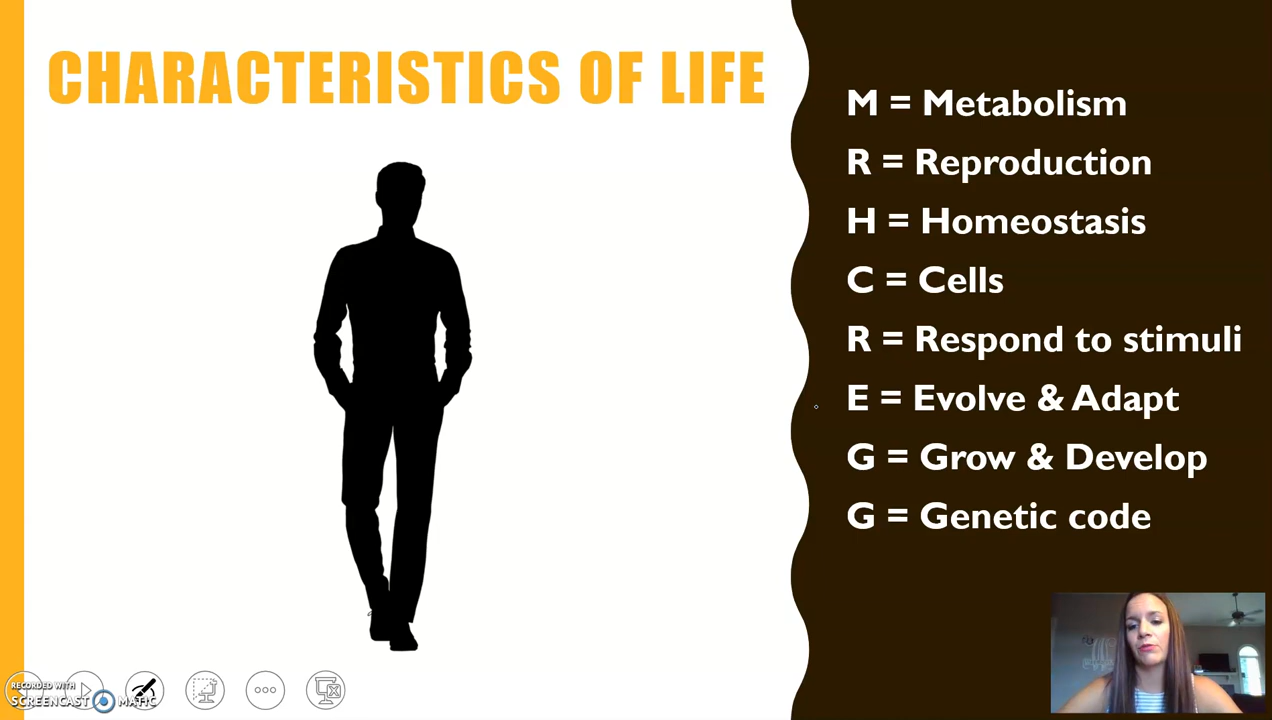 CHARACTERISTICS OF LIFE
M = Metabolism
R = Reproduction
H = Homeostasis
C = Cells
R = Respond to stimuli
E = Evolve & Adapt
G = Grow & Develop
G = Genetic code
RECORDED WITH
SCREENCAST MATIC